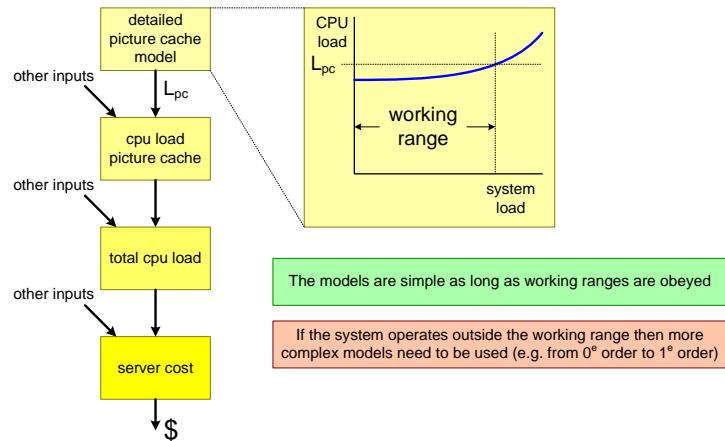 detailed
picture cache
model
other inputs
Lpc
cpu load
picture cache
other inputs
total cpu load
other inputs
server cost
$
CPU
load
Lpc
working
range
system
load
The models are simple as long as working ranges are obeyed
If the system operates outside the working range then more
complex models need to be used (e.g. from 0e order to 1e order)